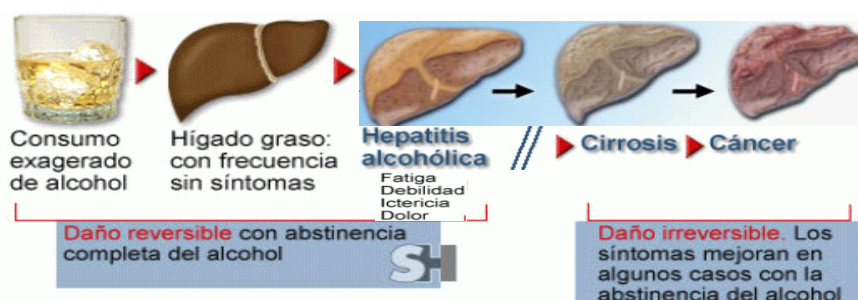 Consumo
exagerado
de alcohol
Hígado graso:
con frecuencia
sin síntomas
Hepatitis
alcohólica
Fatiga
Debilidad
Ictericia
Dolor
Cirrosis
Cáncer
Daño reversible con abstinencia
completa del alcohol
SH
Daño irreversible. Los
síntomas mejoran en
algunos casos con la
abstinencia del alcohol